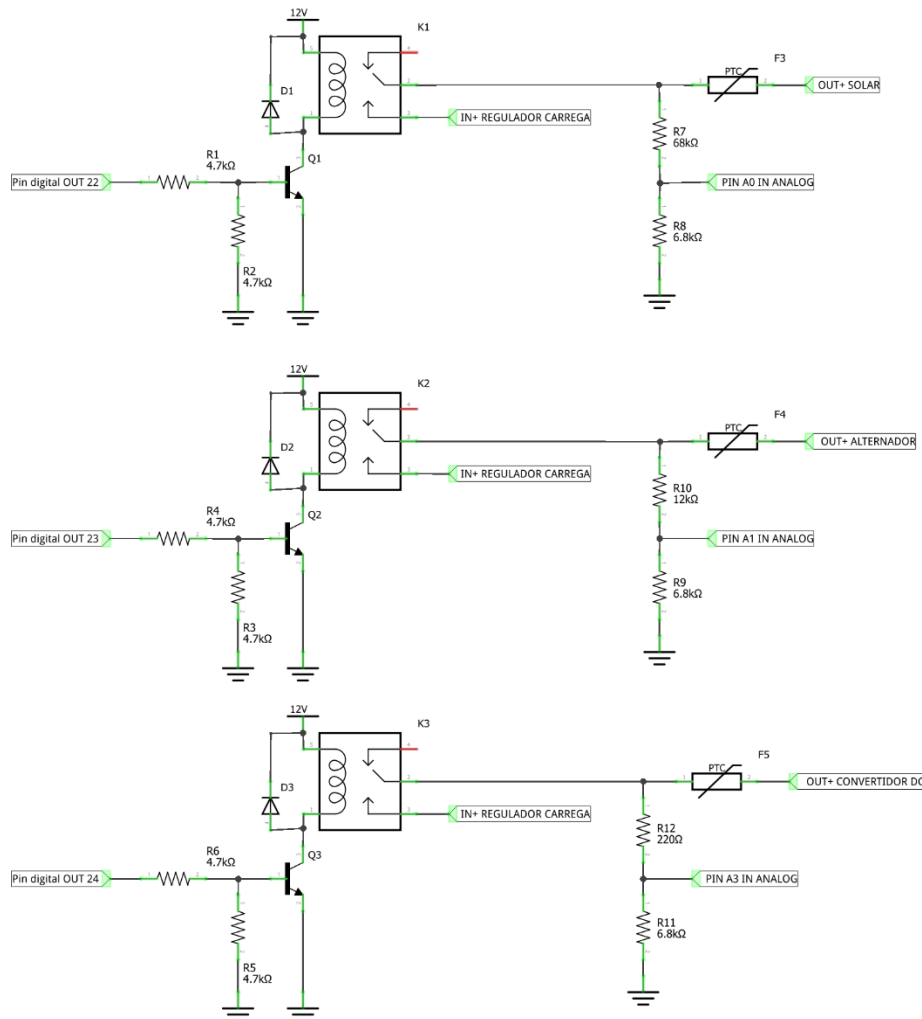 12V
K1
F3
PTC
D1
OUT+ SOLAR
IN+ REGULADOR CARREGA
R7
68kΩ
Q1
R1
4.7kΩ
Pin digital OUT 22
PIN A0 IN ANALOG
R8
6.8kΩ
R2
4.7kΩ
12V
K2
F4
PTC
D2
OUT+ ALTERNADOR
IN+ REGULADOR CARREGA
R10
12kΩ
Q2
R4
4.7kΩ
Pin digital OUT 23
PIN A1 IN ANALOG
R9
6.8kΩ
R3
4.7kΩ
12V
K3
F5
PTC
D3
OUT+ CONVERTIDOR DC
IN+ REGULADOR CARREGA
R12
220Ω
Q3
R6
4.7kΩ
Pin digital OUT 24
PIN A3 IN ANALOG
R11
6.8kΩ
R5
4.7kΩ